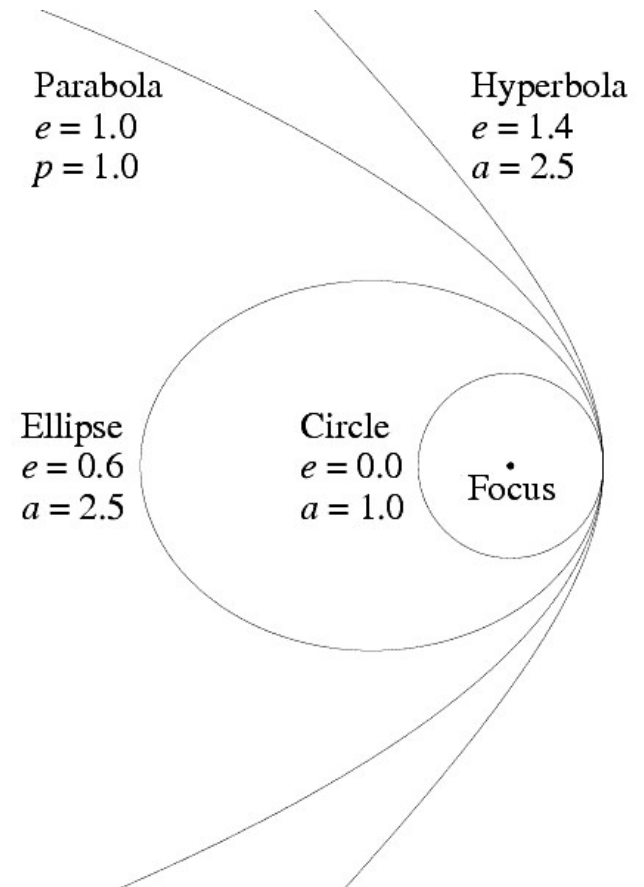 Parabola
e = 1.0
p = 1.0
Hyperbola
e = 1.4
a = 2.5
Ellipse
e = 0.6
a = 2.5
Circle
e = 0.0
a = 1.0
Focus